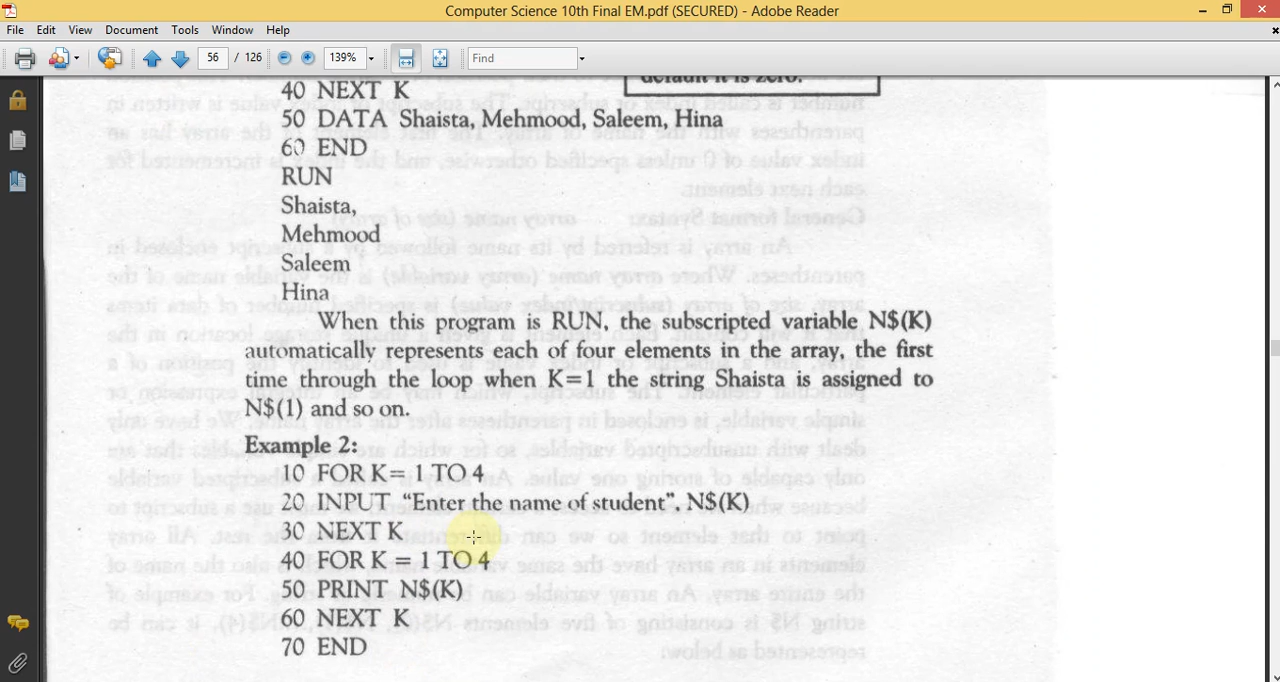 Computer Science 10th Final EM.pdf (SECURED) - Adobe Reader
File Edit View Document Tools Window Help
56 / 126 139% Find
default it is zero.
40 NEXT K
50 DATA Shaista, Mehmood, Saleem, Hina
60 END
RUN
Shaista,
Mehmood
Saleem
Hina
When this program is RUN, the subscripted variable N$(K)
automatically represents each of four elements in the array, the first
time through the loop when K=1 the string Shaista is assigned to
N$(1) and so on.
Example 2:
10 FOR K= 1 TO 4
20 INPUT “Enter the name of student”, N$(K)
30 NEXT K
40 FOR K = 1 TO 4
50 PRINT N$(K)
60 NEXT K
70 END